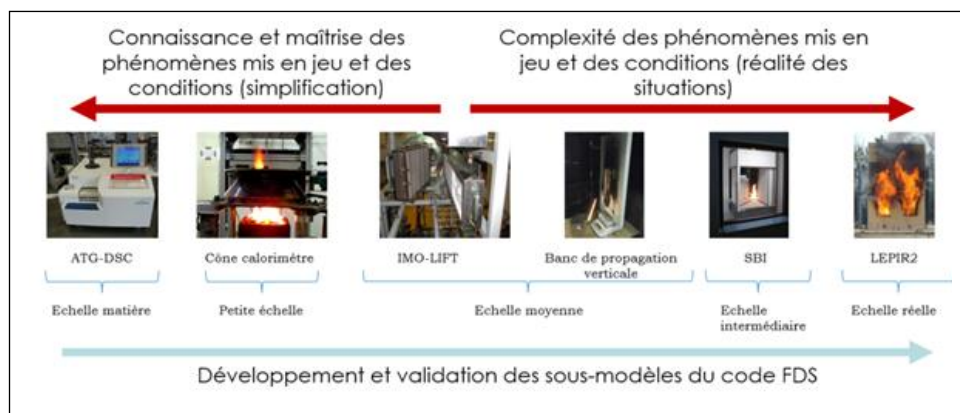 Connaissance et maîtrise des
phénomènes mis en jeu et des
conditions (simplification)
Complexité des phénomènes mis en
jeu et des conditions (réalité des
situations)
ATG-DSC
Cône calorimétre
IMO-LIFT
Banc de propagation
verticale
SBI
LEPIR2
Echelle matière
Petite échelle
Echelle moyenne
Echelle
intermédiaire
Echelle réelle
Développement et validation des sous-modèles du code FDS